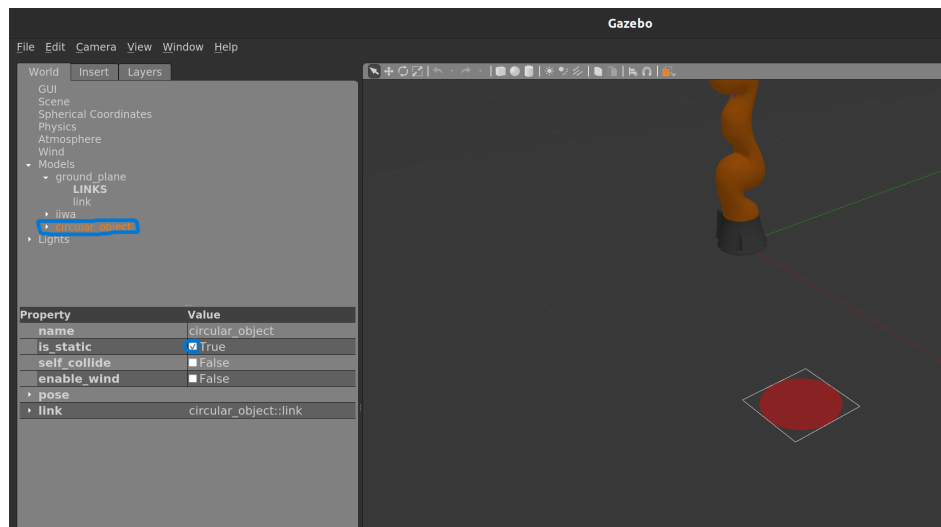 Gazebo
File Edit Camera View Window Help
World Insert Layers
GUI
Scene
Spherical Coordinates
Physics
Atmosphere
Wind
Models
ground_plane
LINKS
link
iiwa
circular_object
Lights
Property Value
name circular_object
is_static True
self_collide False
enable_wind False
pose
link circular_object::link